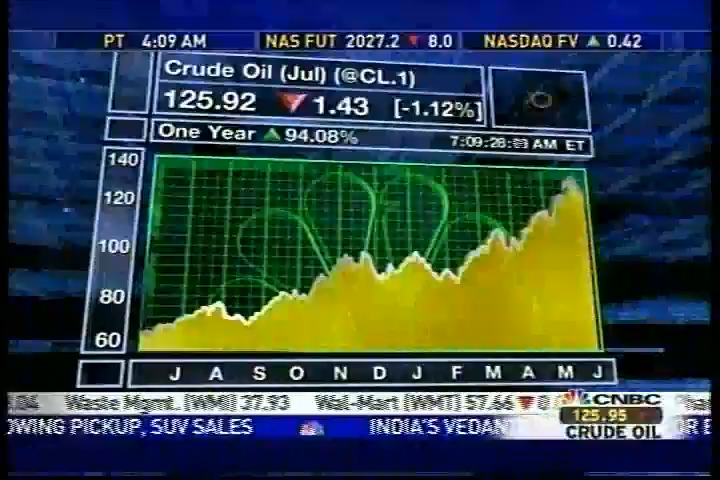 PT 4:09 AM NAS FUT 2027.2 ▼ 8.0 NASDAQ FV ▲ 0.42
Crude Oil (Jul) (@CL.1)
125.92 ▼ 1.43 [-1.12%]
One Year ▲ 94.08% AM ET
140
120
100
80
60
J A S O N D J F M A M J
Waste Mgmt. (WMI) 37.93 Wal-Mart (WMT) 57.66 ▼
CNBC
125.95
OWING PICKUP, SUV SALES INDIA'S VEDAN
CRUDE OIL